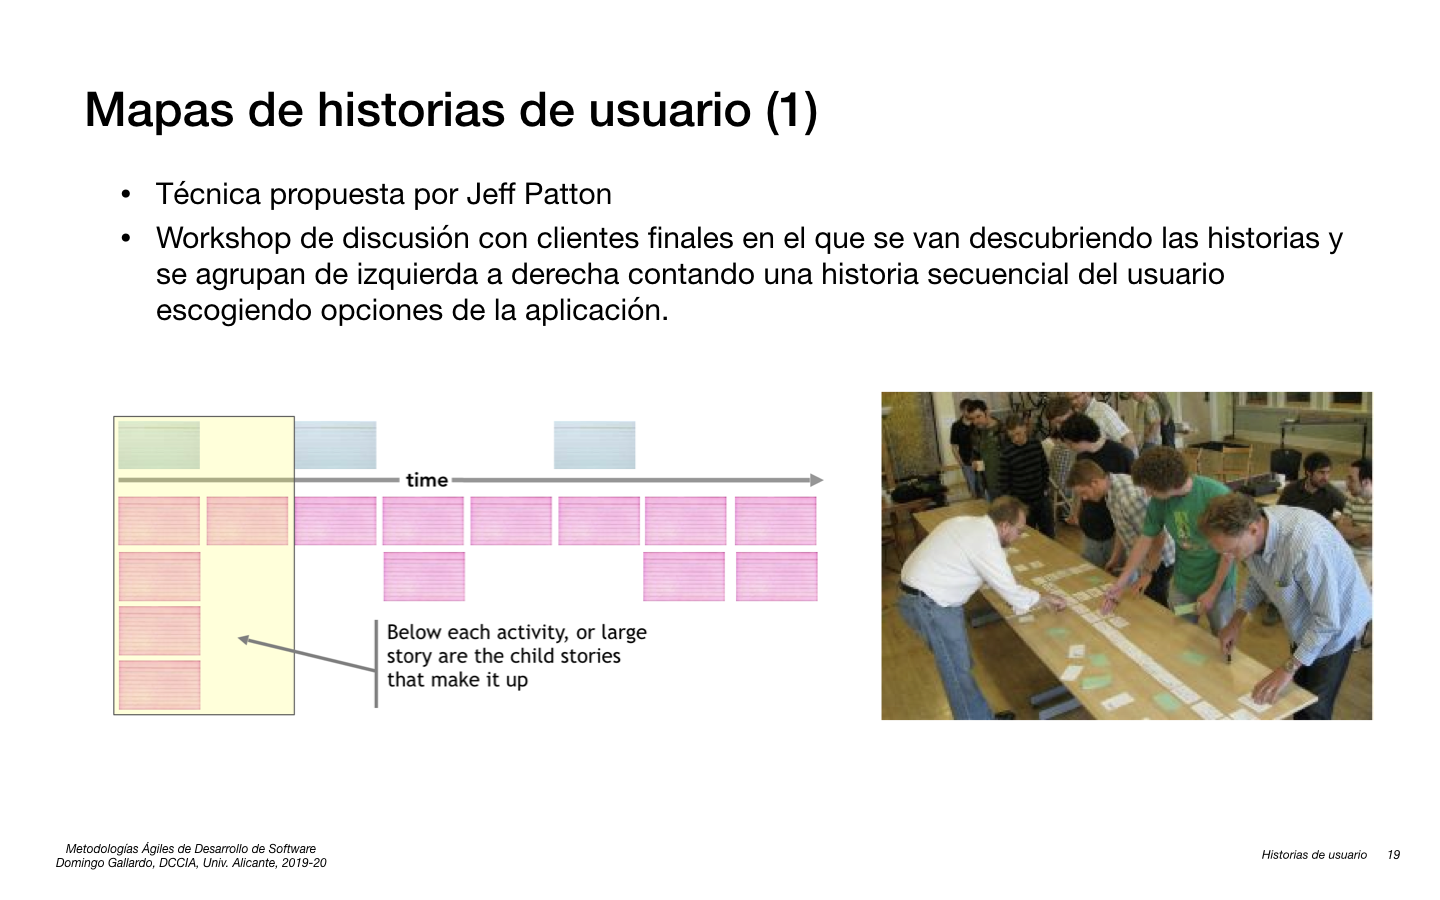 Mapas de historias de usuario (1)
• Técnica propuesta por Jeff Patton
• Workshop de discusión con clientes finales en el que se van descubriendo las historias y
se agrupan de izquierda a derecha contando una historia secuencial del usuario
escogiendo opciones de la aplicación.
time
Below each activity, or large
story are the child stories
that make it up
Metodologías Ágiles de Desarrollo de Software
Domingo Gallardo, DCCIA, Univ. Alicante, 2019-20
Historias de usuario 19